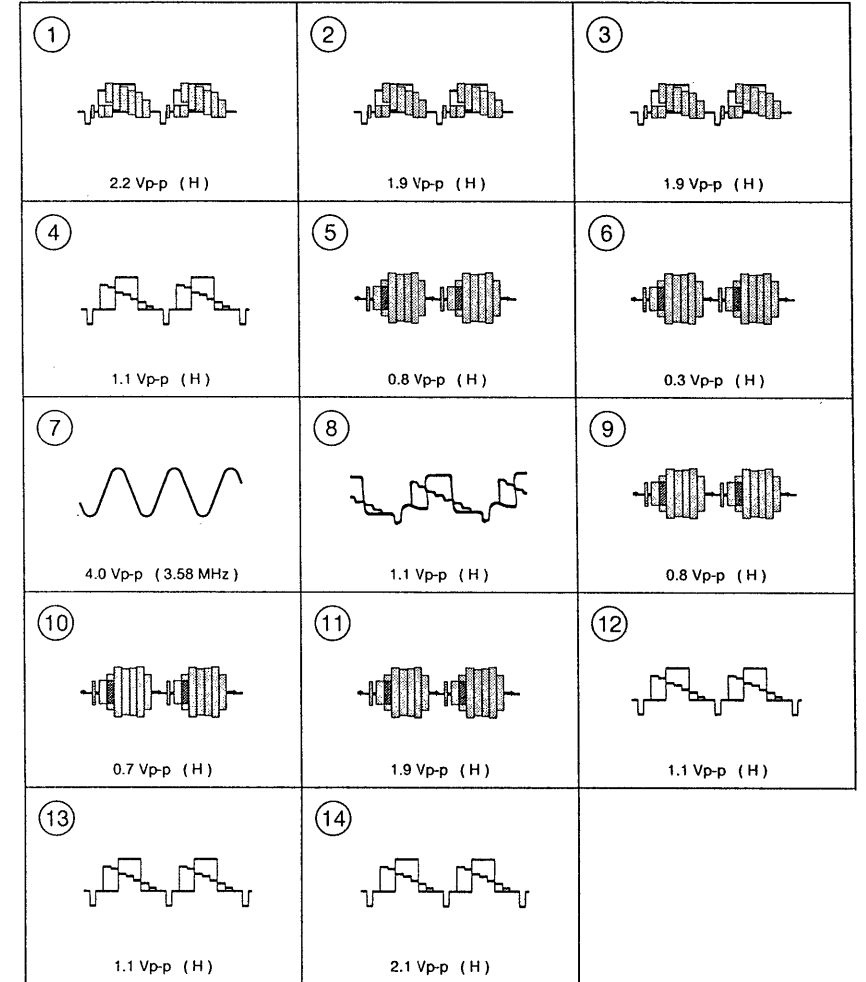 1 2 3
2.2 Vp-p ( H ) 1.9 Vp-p ( H ) 1.9 Vp-p ( H )
4 5 6
1.1 Vp-p ( H ) 0.8 Vp-p ( H ) 0.3 Vp-p ( H )
7 8 9
4.0 Vp-p ( 3.58 MHz ) 1.1 Vp-p ( H ) 0.8 Vp-p ( H )
10 11 12
0.7 Vp-p ( H ) 1.9 Vp-p ( H ) 1.1 Vp-p ( H )
13 14
1.1 Vp-p ( H ) 2.1 Vp-p ( H )